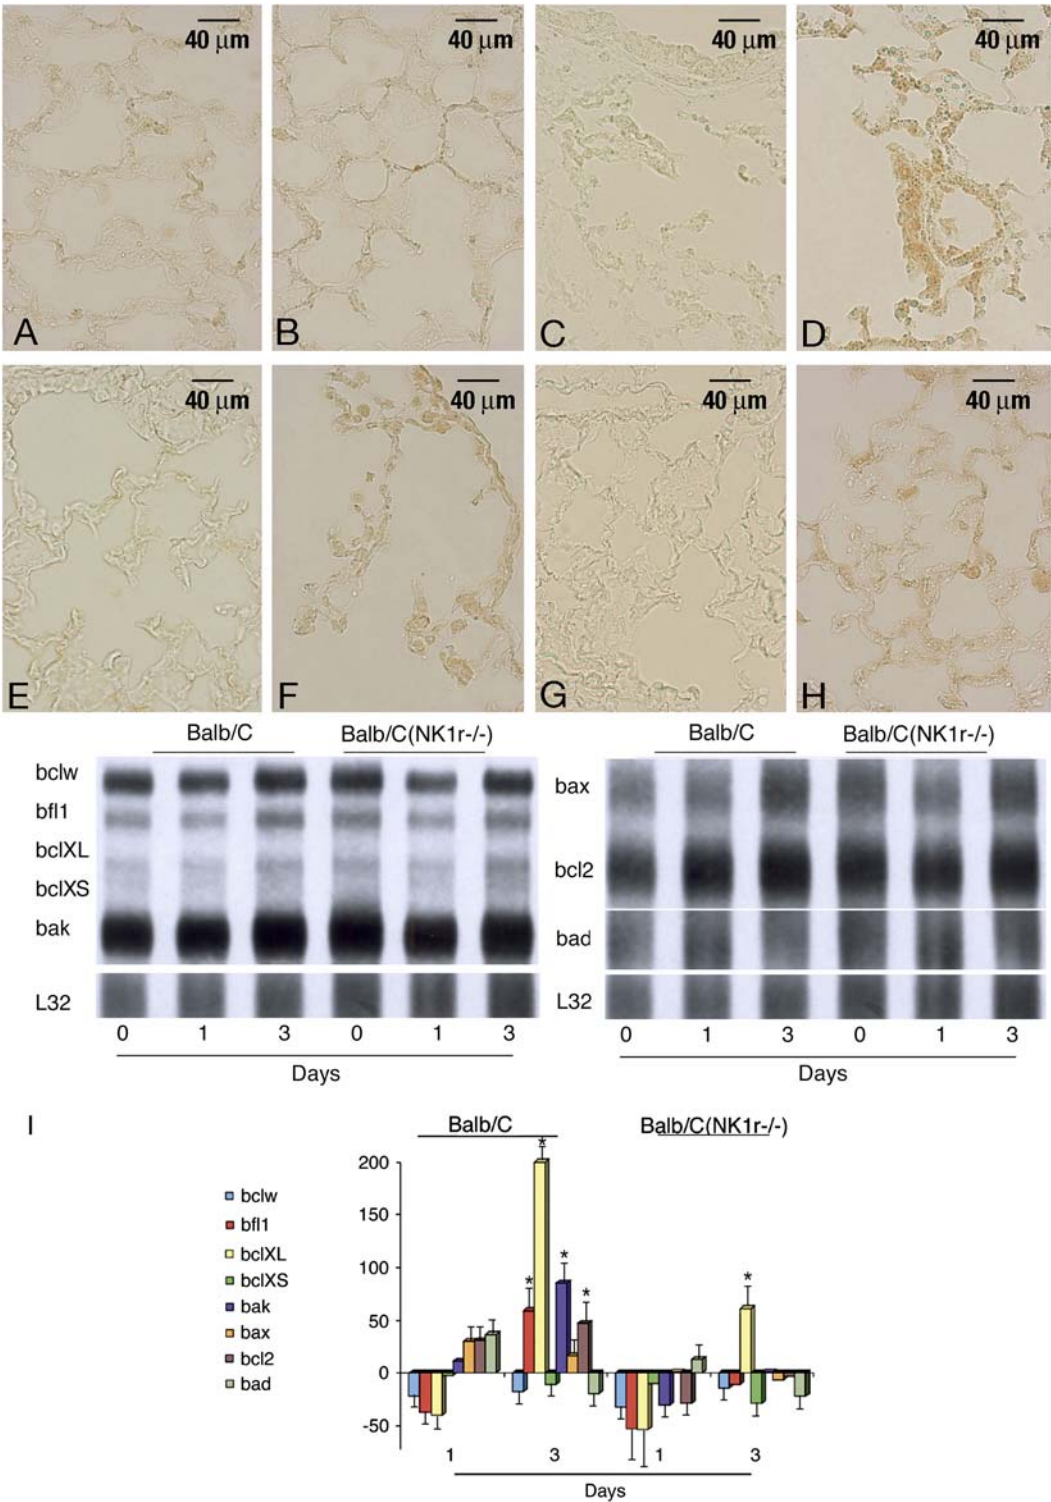 40 µm 40 µm 40 µm 40 µm
A B C D
40 µm 40 µm 40 µm 40 µm
E F G H
Balb/C Balb/C(NK1r-/-) Balb/C Balb/C(NK1r-/-)
bclw
bfl1
bclXL
bclXS
bak
L32
0 1 3 0 1 3
Days
bax
bcl2
bad
L32
0 1 3 0 1 3
Days
I
Balb/C Balb/C(NK1r-/-)
bclw
bfl1
bclXL
bclXS
bak
bax
bcl2
bad
200
150
100
50
0
-50
* * * * *
1 3 1 3
Days